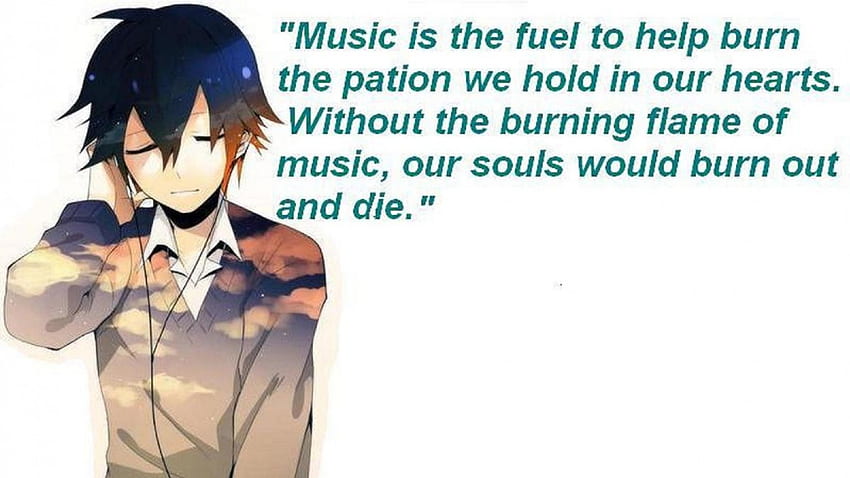 "Music is the fuel to help burn
the pation we hold in our hearts.
Without the burning flame of
music, our souls would burn out
and die."